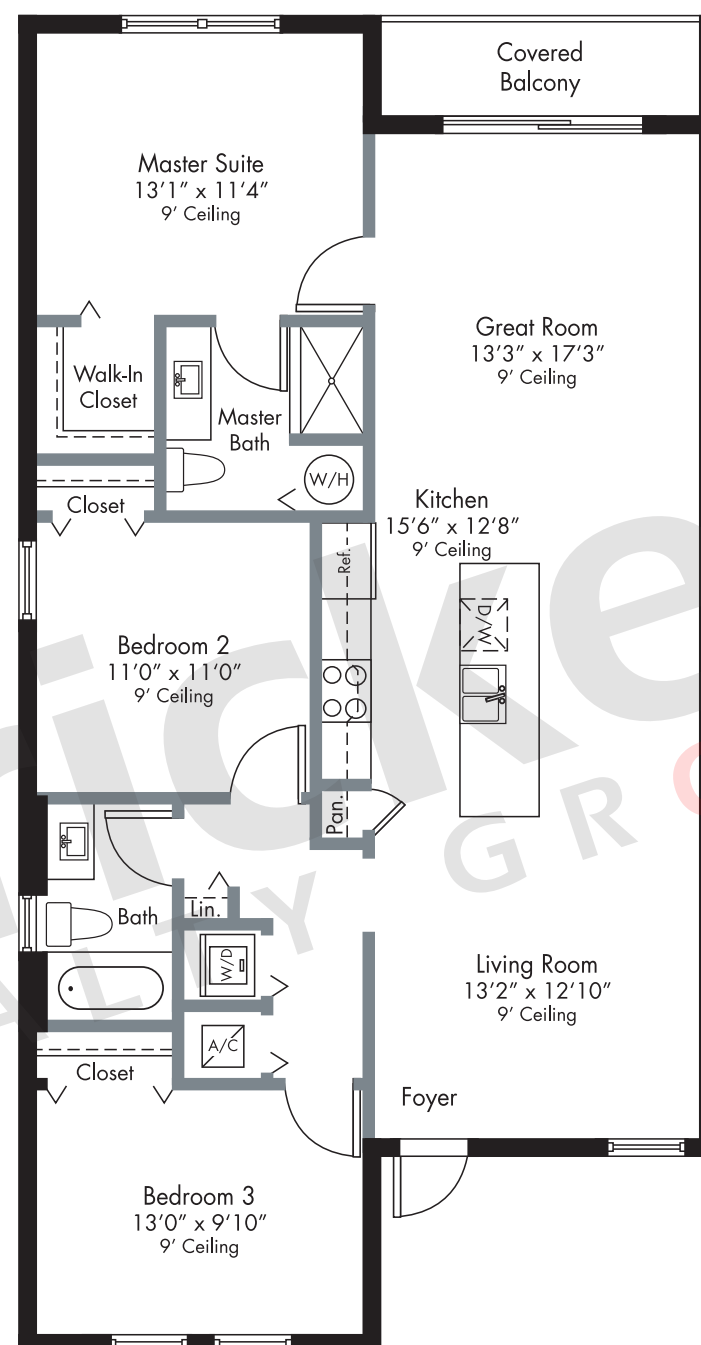 Covered
Balcony
Master Suite
13'1" x 11'4"
9' Ceiling
Great Room
13'3" x 17'3"
9' Ceiling
Walk-In
Closet
Master
Bath
W/H
Closet
Kitchen
15'6" x 12'8"
9' Ceiling
Ref.
D/W
Bedroom 2
11'0" x 11'0"
9' Ceiling
Pan.
Bath
Lin.
W/D
Living Room
13'2" x 12'10"
9' Ceiling
A/C
Closet
Foyer
Bedroom 3
13'0" x 9'10"
9' Ceiling
ricke
ALTY GRO